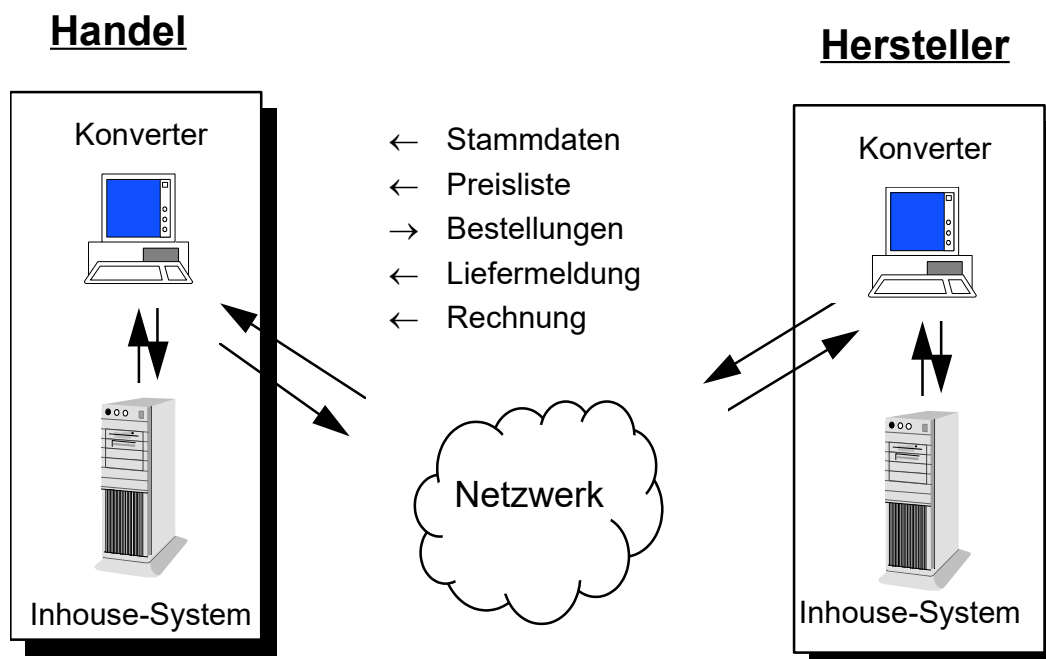 Handel
Hersteller
Konverter
← Stammdaten
← Preisliste
→ Bestellungen
← Liefermeldung
← Rechnung
Konverter
Netzwerk
Inhouse-System
Inhouse-System